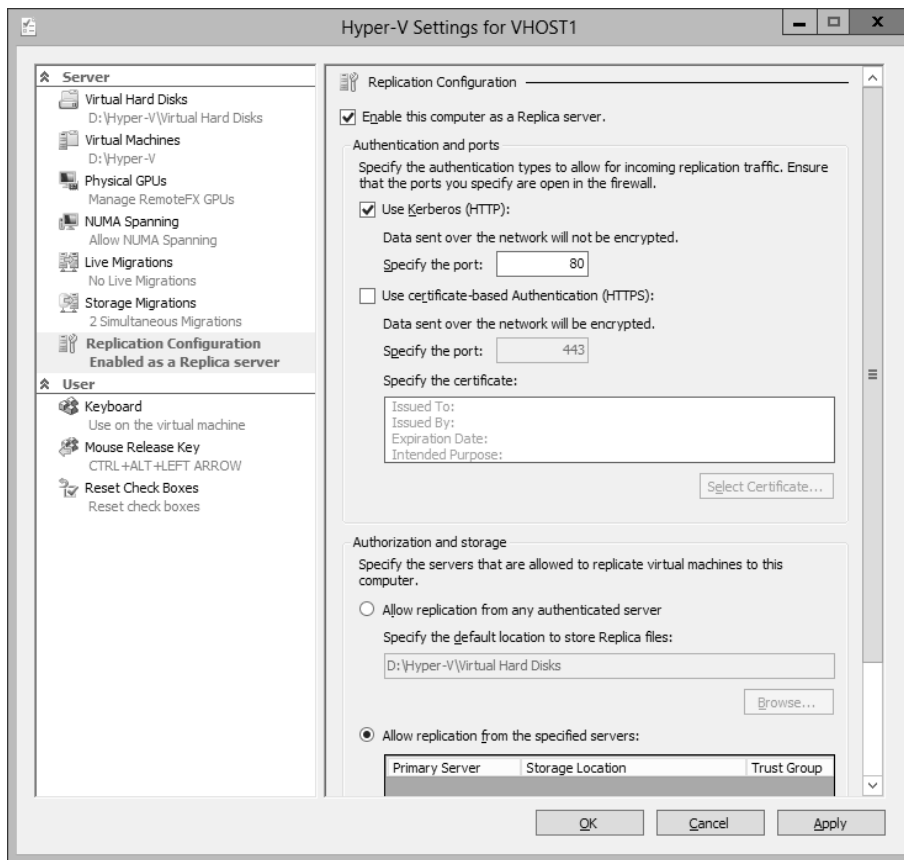 Hyper-V Settings for VHOST1
Server
Virtual Hard Disks
D:\Hyper-V\Virtual Hard Disks
Virtual Machines
D:\Hyper-V
Physical GPUs
Manage RemoteFX GPUs
NUMA Spanning
Allow NUMA Spanning
Live Migrations
No Live Migrations
Storage Migrations
2 Simultaneous Migrations
Replication Configuration
Enabled as a Replica server
User
Keyboard
Use on the virtual machine
Mouse Release Key
CTRL+ALT+LEFT ARROW
Reset Check Boxes
Reset check boxes
Replication Configuration
Enable this computer as a Replica server.
Authentication and ports
Specify the authentication types to allow for incoming replication traffic. Ensure
that the ports you specify are open in the firewall.
Use Kerberos (HTTP):
Data sent over the network will not be encrypted.
Specify the port: 80
Use certificate-based Authentication (HTTPS):
Data sent over the network will be encrypted.
Specify the port: 443
Specify the certificate:
Issued To:
Issued By:
Expiration Date:
Intended Purpose:
Select Certificate...
Authorization and storage
Specify the servers that are allowed to replicate virtual machines to this
computer.
Allow replication from any authenticated server
Specify the default location to store Replica files:
D:\Hyper-V\Virtual Hard Disks
Browse...
Allow replication from the specified servers:
Primary Server Storage Location Trust Group
OK Cancel Apply